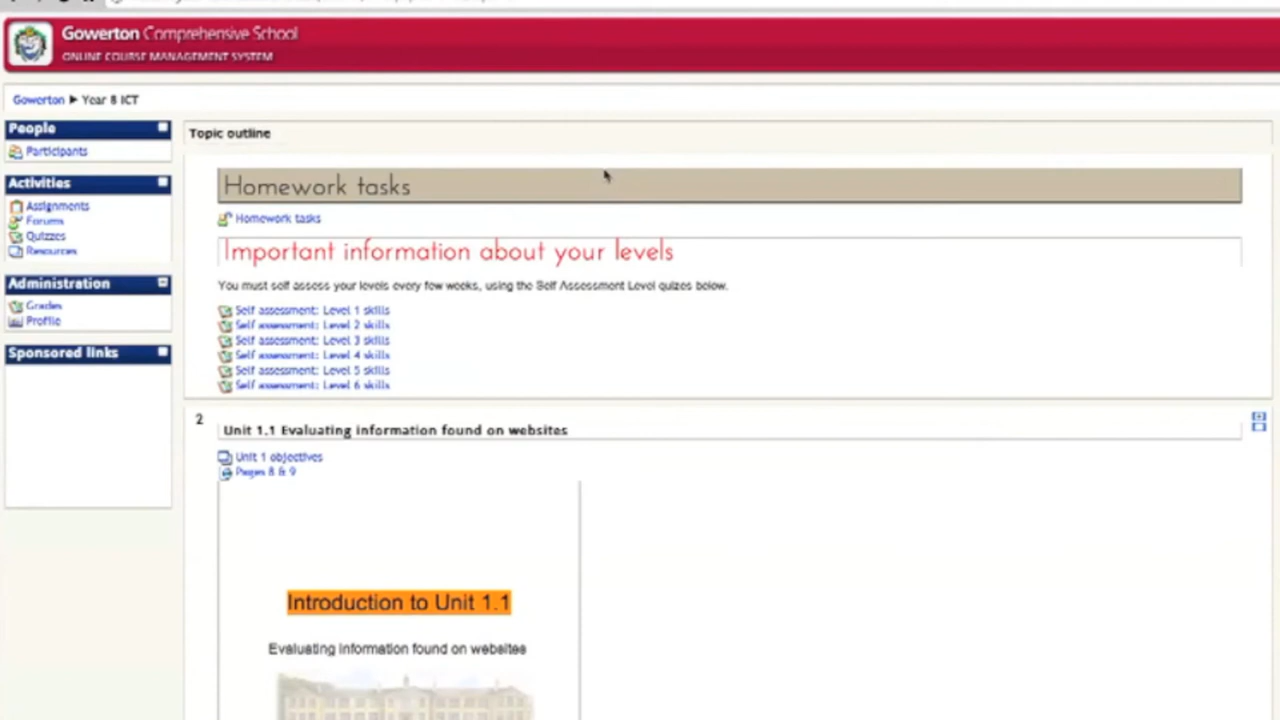 Gowerton Comprehensive School
ONLINE COURSE MANAGEMENT SYSTEM
Gowerton ► Year 8 ICT
People
Participants
Activities
Assignments
Forums
Quizzes
Resources
Administration
Grades
Profile
Sponsored links
Topic outline
Homework tasks
Homework tasks
Important information about your levels
You must self assess your levels every few weeks, using the Self Assessment Level quizes below.
Self assessment: Level 1 skills
Self assessment: Level 2 skills
Self assessment: Level 3 skills
Self assessment: Level 4 skills
Self assessment: Level 5 skills
Self assessment: Level 6 skills
2
Unit 1.1 Evaluating information found on websites
Unit 1 objectives
Pages 8 & 9
Introduction to Unit 1.1
Evaluating information found on websites